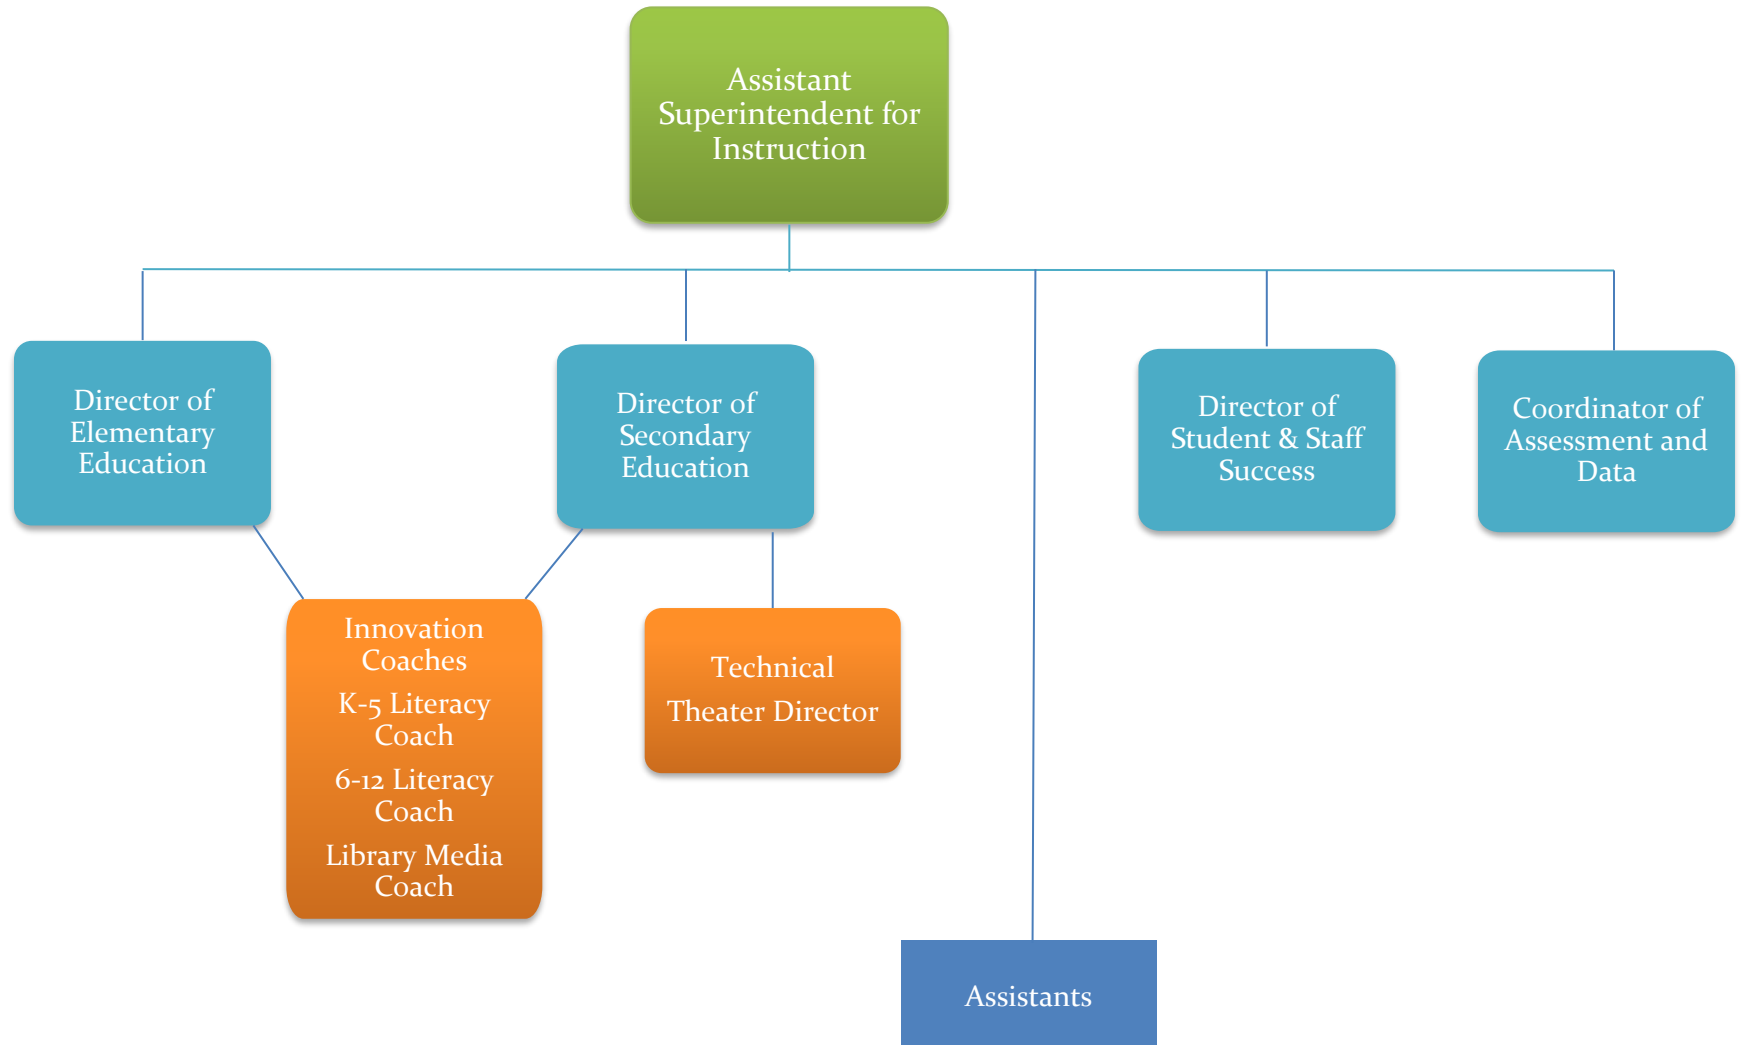 Assistant
Superintendent for
Instruction
Director of
Elementary
Education
Director of
Secondary
Education
Director of
Student & Staff
Success
Coordinator of
Assessment and
Data
Innovation
Coaches
K-5 Literacy
Coach
6-12 Literacy
Coach
Library Media
Coach
Technical
Theater Director
Assistants